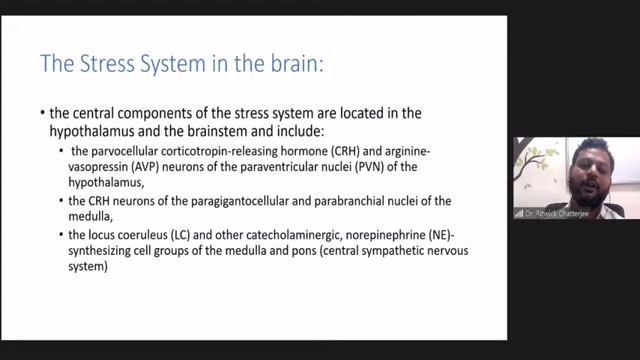 The Stress System in the brain:
• the central components of the stress system are located in the
hypothalamus and the brainstem and include:
• the parvocellular corticotropin-releasing hormone (CRH) and arginine-
vasopressin (AVP) neurons of the paraventricular nuclei (PVN) of the
hypothalamus,
• the CRH neurons of the paragigantocellular and parabranchial nuclei of the
medulla,
• the locus coeruleus (LC) and other catecholaminergic, norepinephrine (NE)-
synthesizing cell groups of the medulla and pons (central sympathetic nervous
system)
Dr. Ritwick Chatterjee